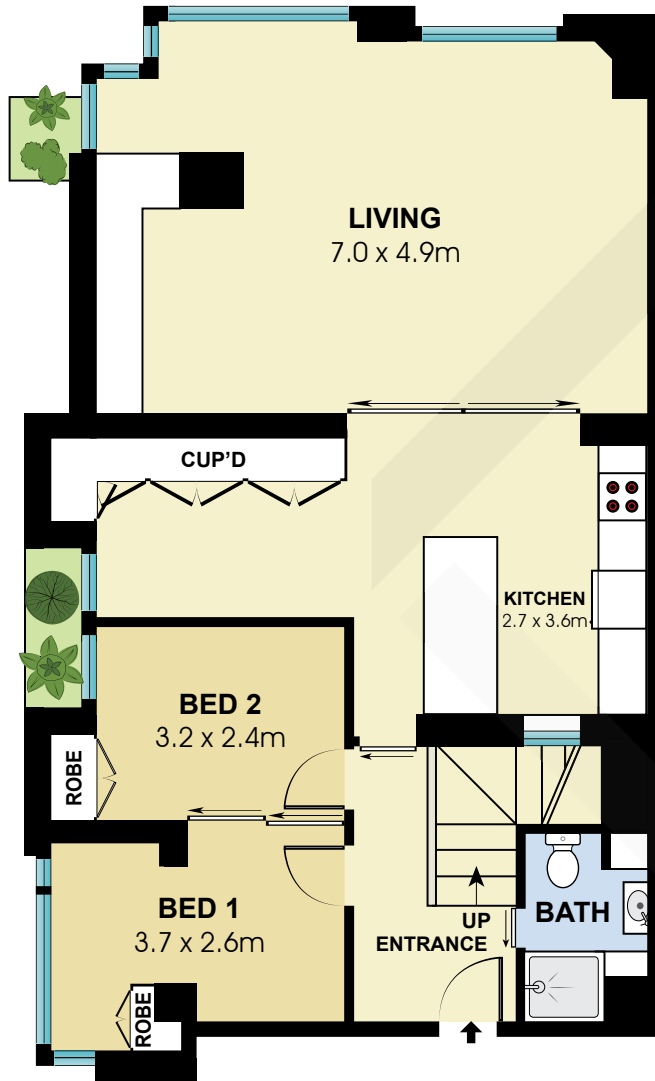 LIVING
7.0 x 4.9m
CUP'D
KITCHEN
2.7 x 3.6m
BED 2
3.2 x 2.4m
ROBE
BED 1
3.7 x 2.6m
UP
ENTRANCE
BATH
ROBE